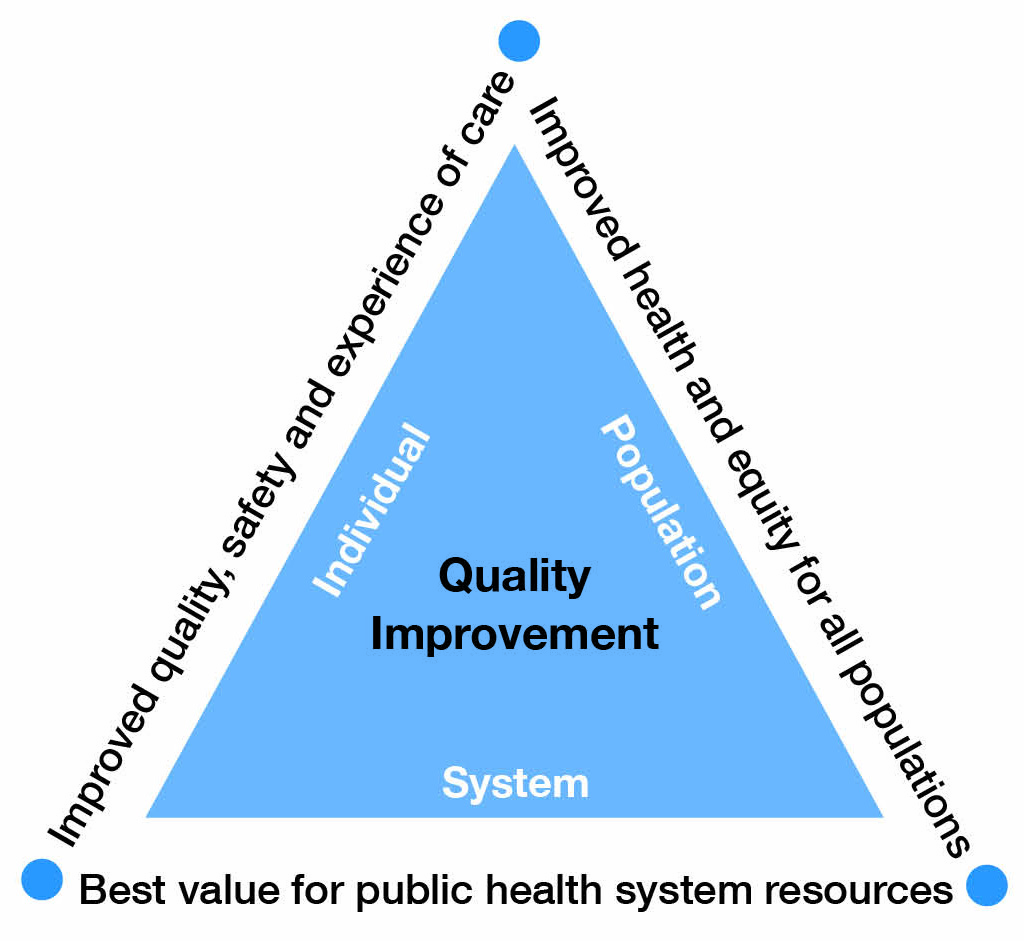 Improved quality, safety and experience of care
Improved health and equity for all populations
Individual
Population
Quality
Improvement
System
Best value for public health system resources